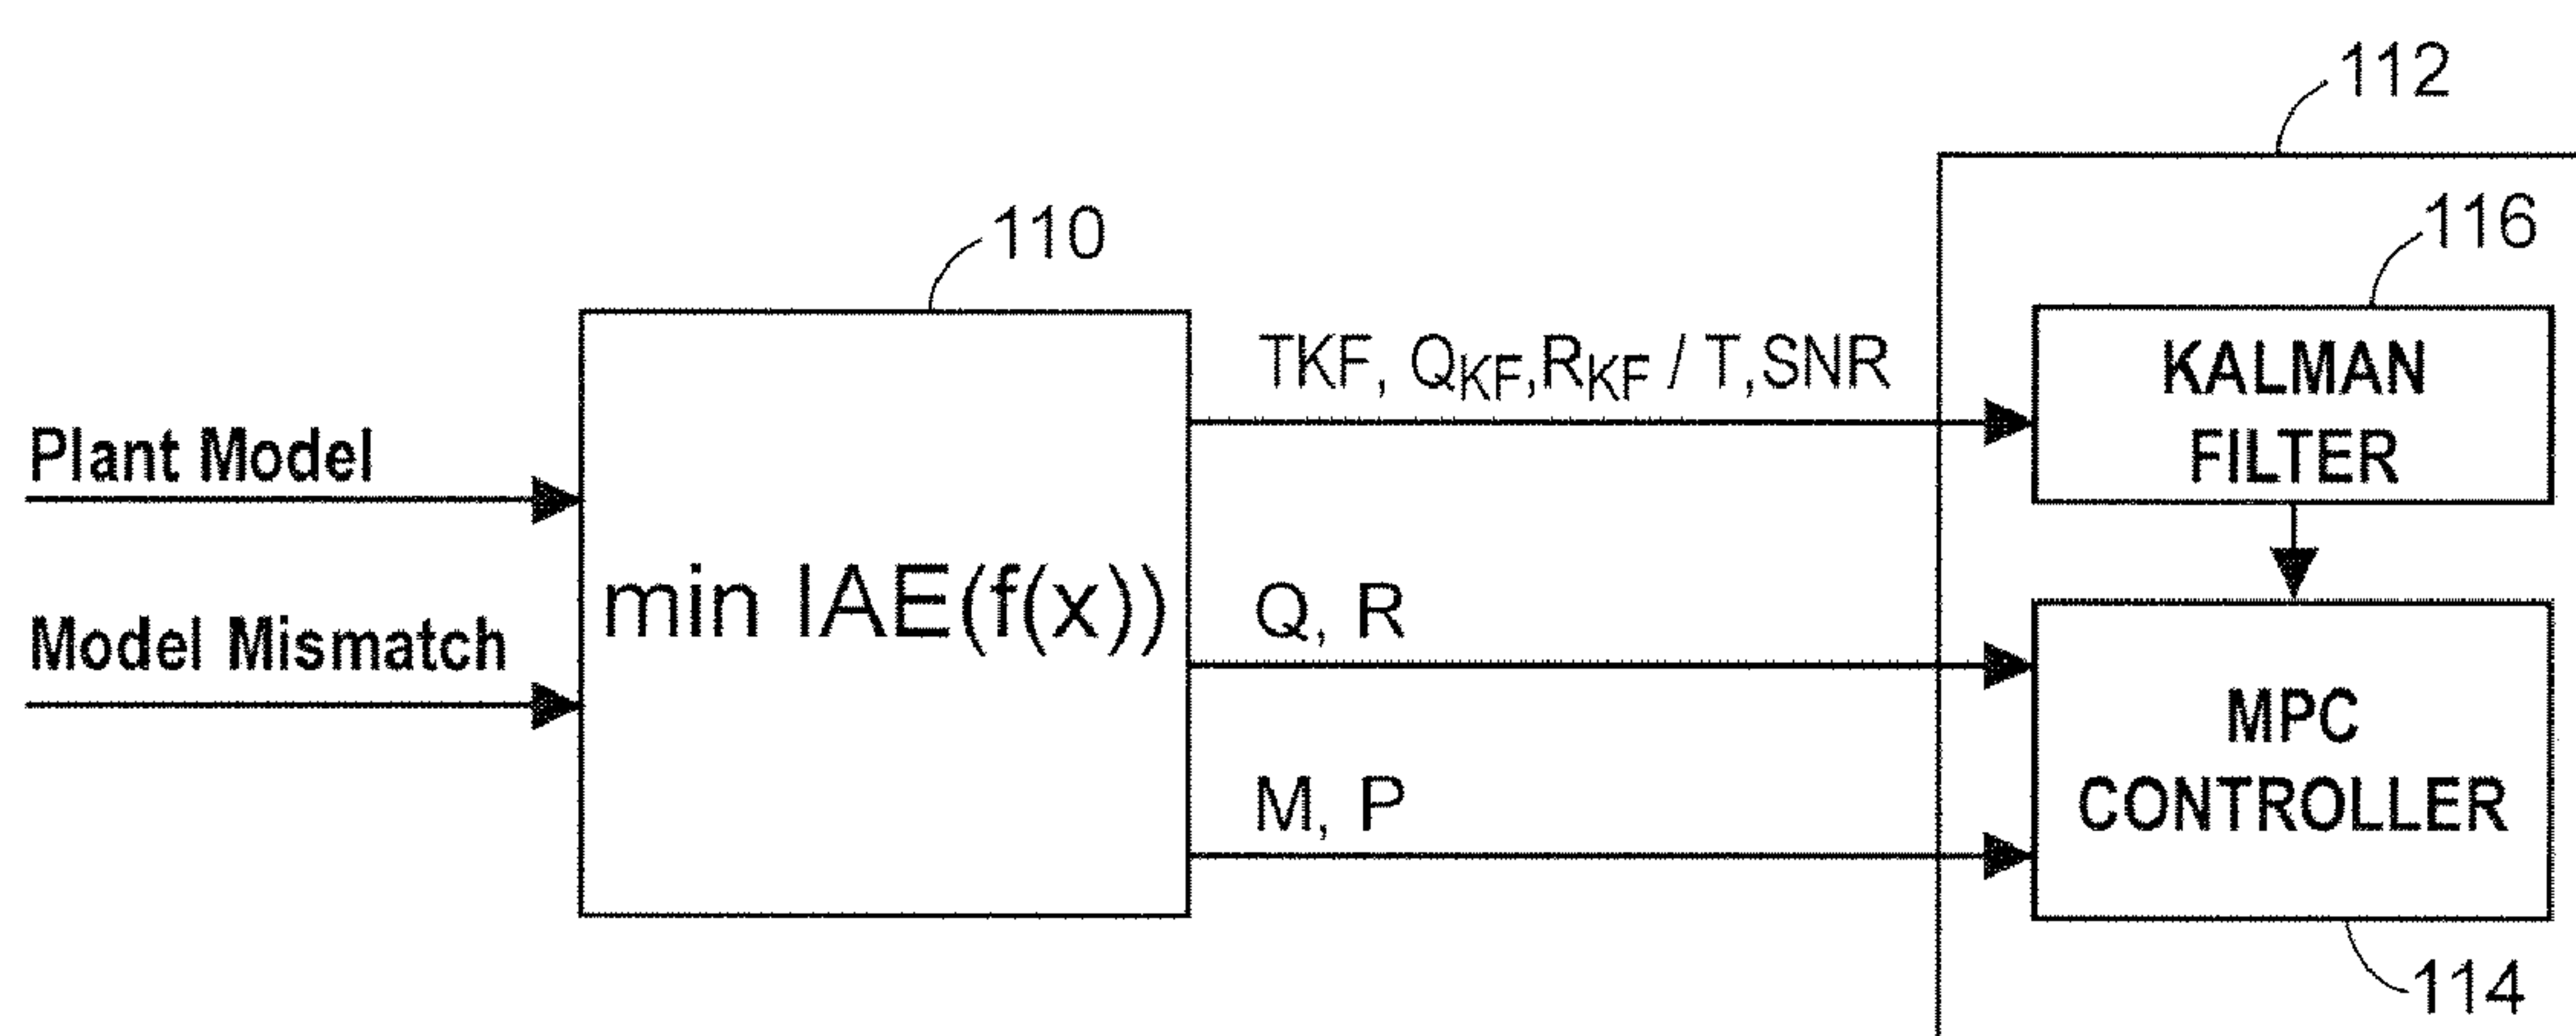 112
110
116
TKF, QKF,RKF / T,SNR
KALMAN
FILTER
Plant Model
min IAE(f(x))
Q, R
Model Mismatch
MPC
CONTROLLER
M, P
114